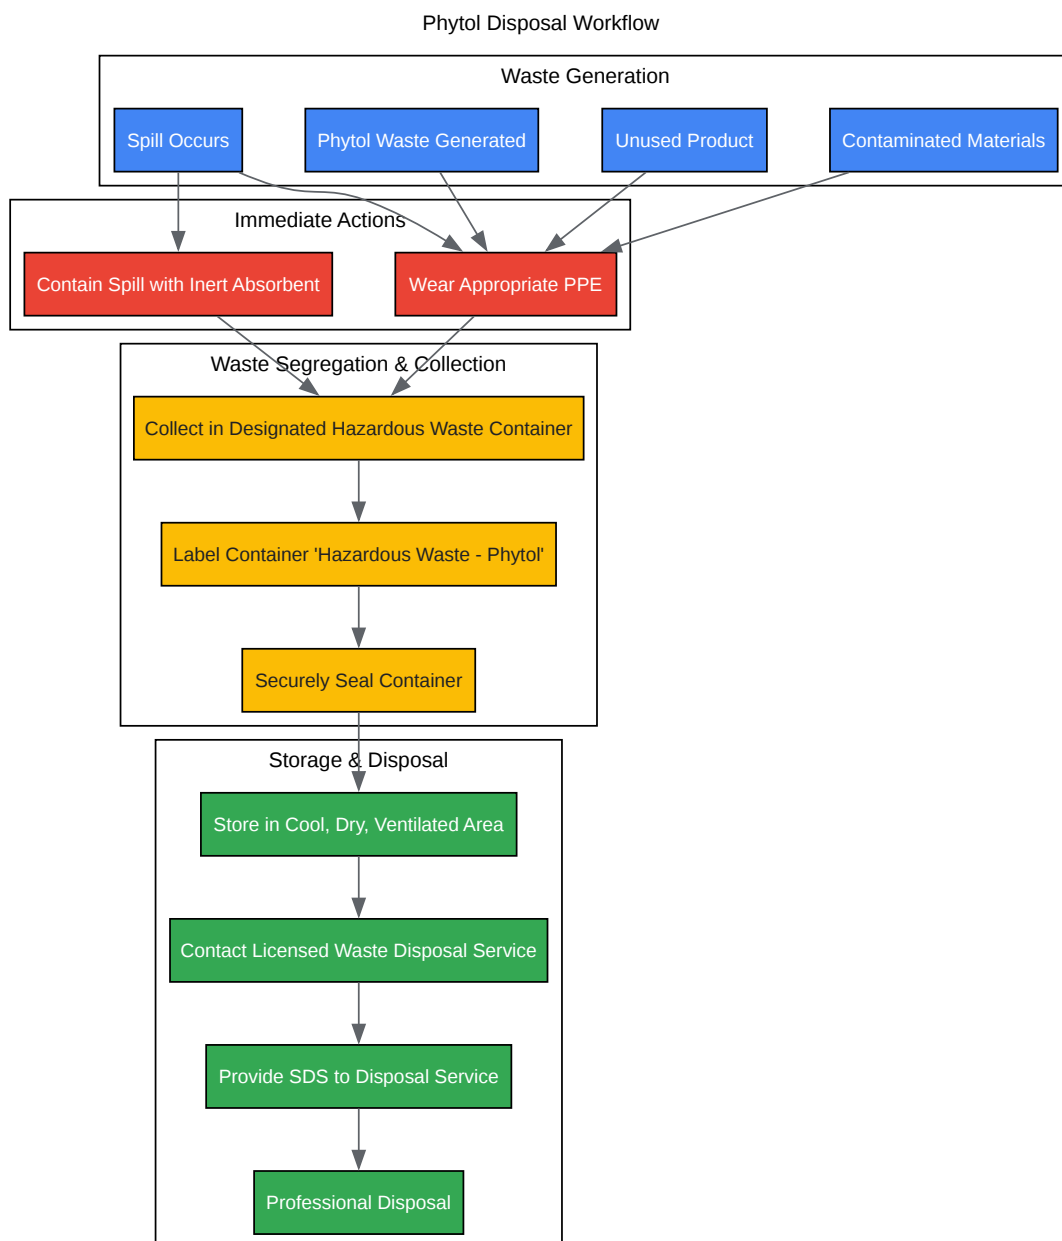 Phytol Disposal Workflow
Waste Generation
Spill Occurs
Phytol Waste Generated
Unused Product
Contaminated Materials
Immediate Actions
Contain Spill with Inert Absorbent
Wear Appropriate PPE
Waste Segregation & Collection
Collect in Designated Hazardous Waste Container
Label Container 'Hazardous Waste - Phytol'
Securely Seal Container
Storage & Disposal
Store in Cool, Dry, Ventilated Area
Contact Licensed Waste Disposal Service
Provide SDS to Disposal Service
Professional Disposal